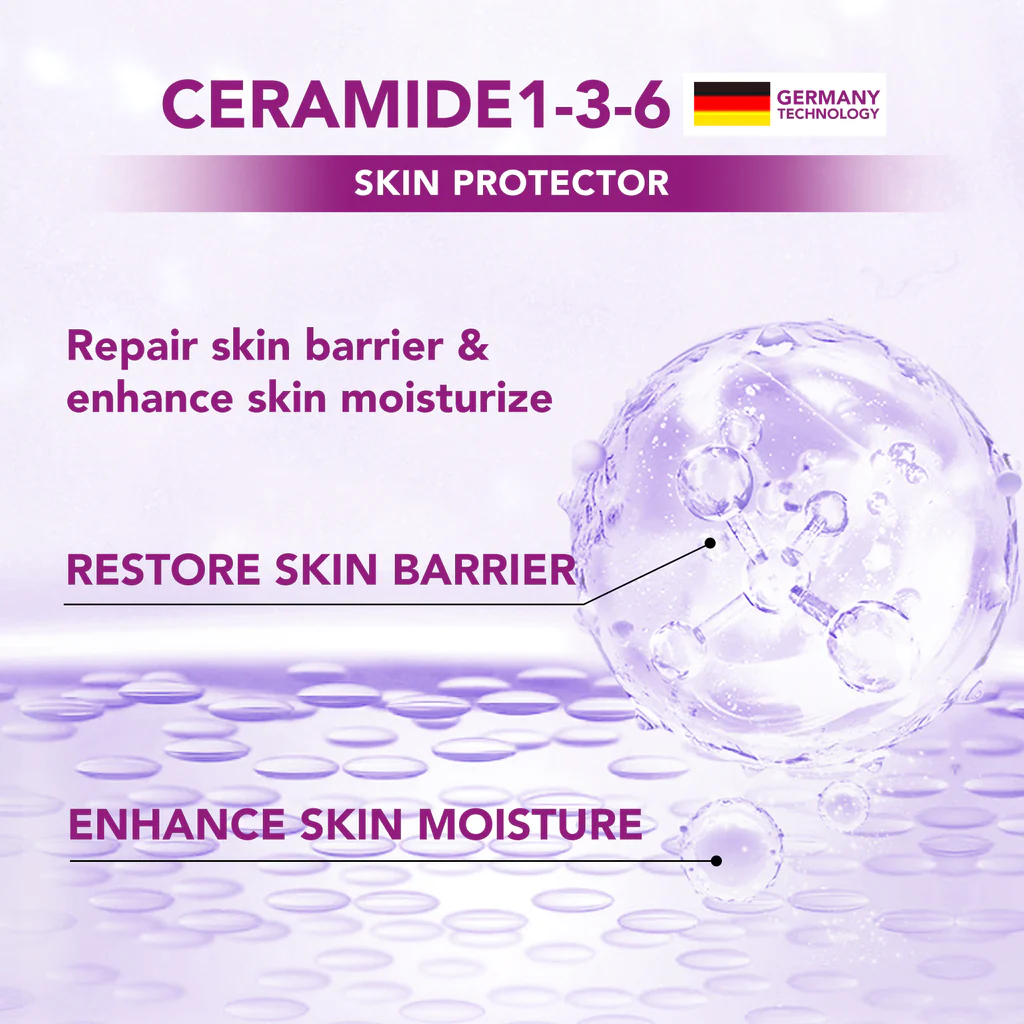 CERAMIDE1-3-6
GERMANY
TECHNOLOGY
SKIN PROTECTOR
Repair skin barrier &
enhance skin moisturize
RESTORE SKIN BARRIER
ENHANCE SKIN MOISTURE